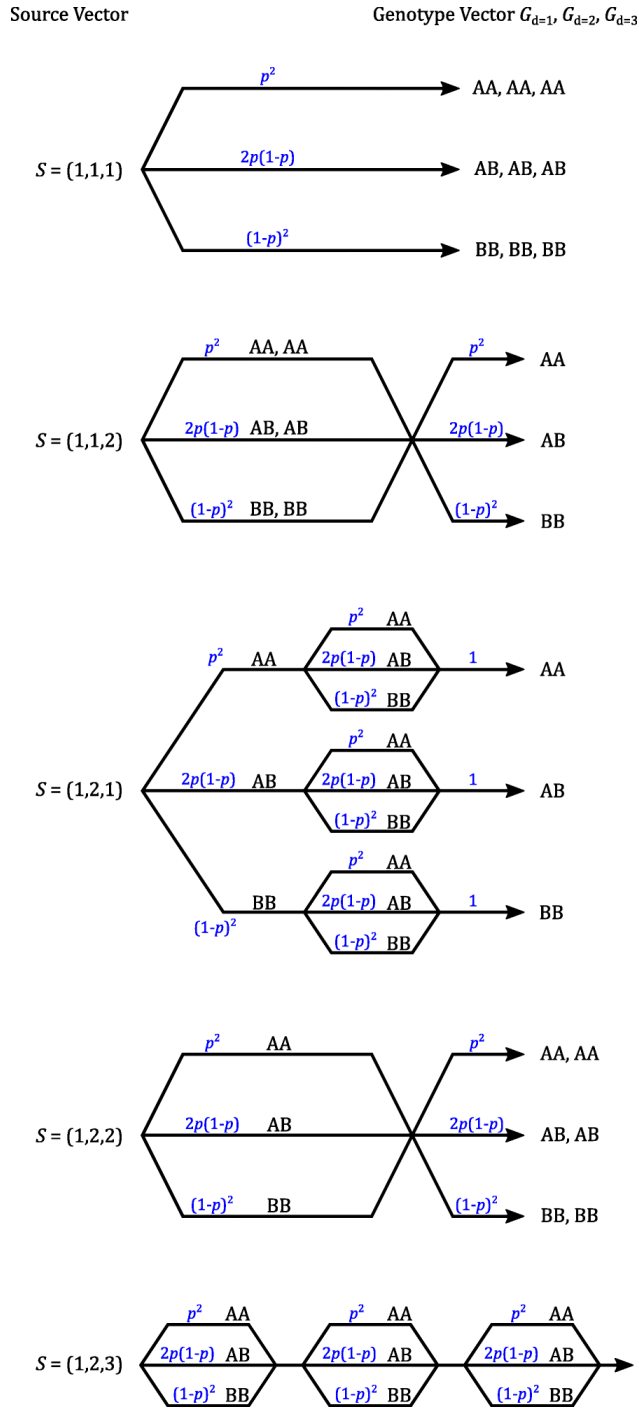 Source Vector Genotype Vector G_d=1, G_d=2, G_d=3
p² AA, AA, AA
S = (1,1,1) 2p(1-p) AB, AB, AB
(1-p)² BB, BB, BB
p² AA, AA p² AA
S = (1,1,2) 2p(1-p) AB, AB 2p(1-p) AB
(1-p)² BB, BB (1-p)² BB
p² AA
p² AA 2p(1-p) AB 1 AA
(1-p)² BB
p² AA
S = (1,2,1) 2p(1-p) AB 2p(1-p) AB 1 AB
(1-p)² BB
p² AA
(1-p)² BB 2p(1-p) AB 1 BB
(1-p)² BB
p² AA p² AA, AA
S = (1,2,2) 2p(1-p) AB 2p(1-p) AB, AB
(1-p)² BB (1-p)² BB, BB
p² AA p² AA p² AA
S = (1,2,3) 2p(1-p) AB 2p(1-p) AB 2p(1-p) AB
(1-p)² BB (1-p)² BB (1-p)² BB